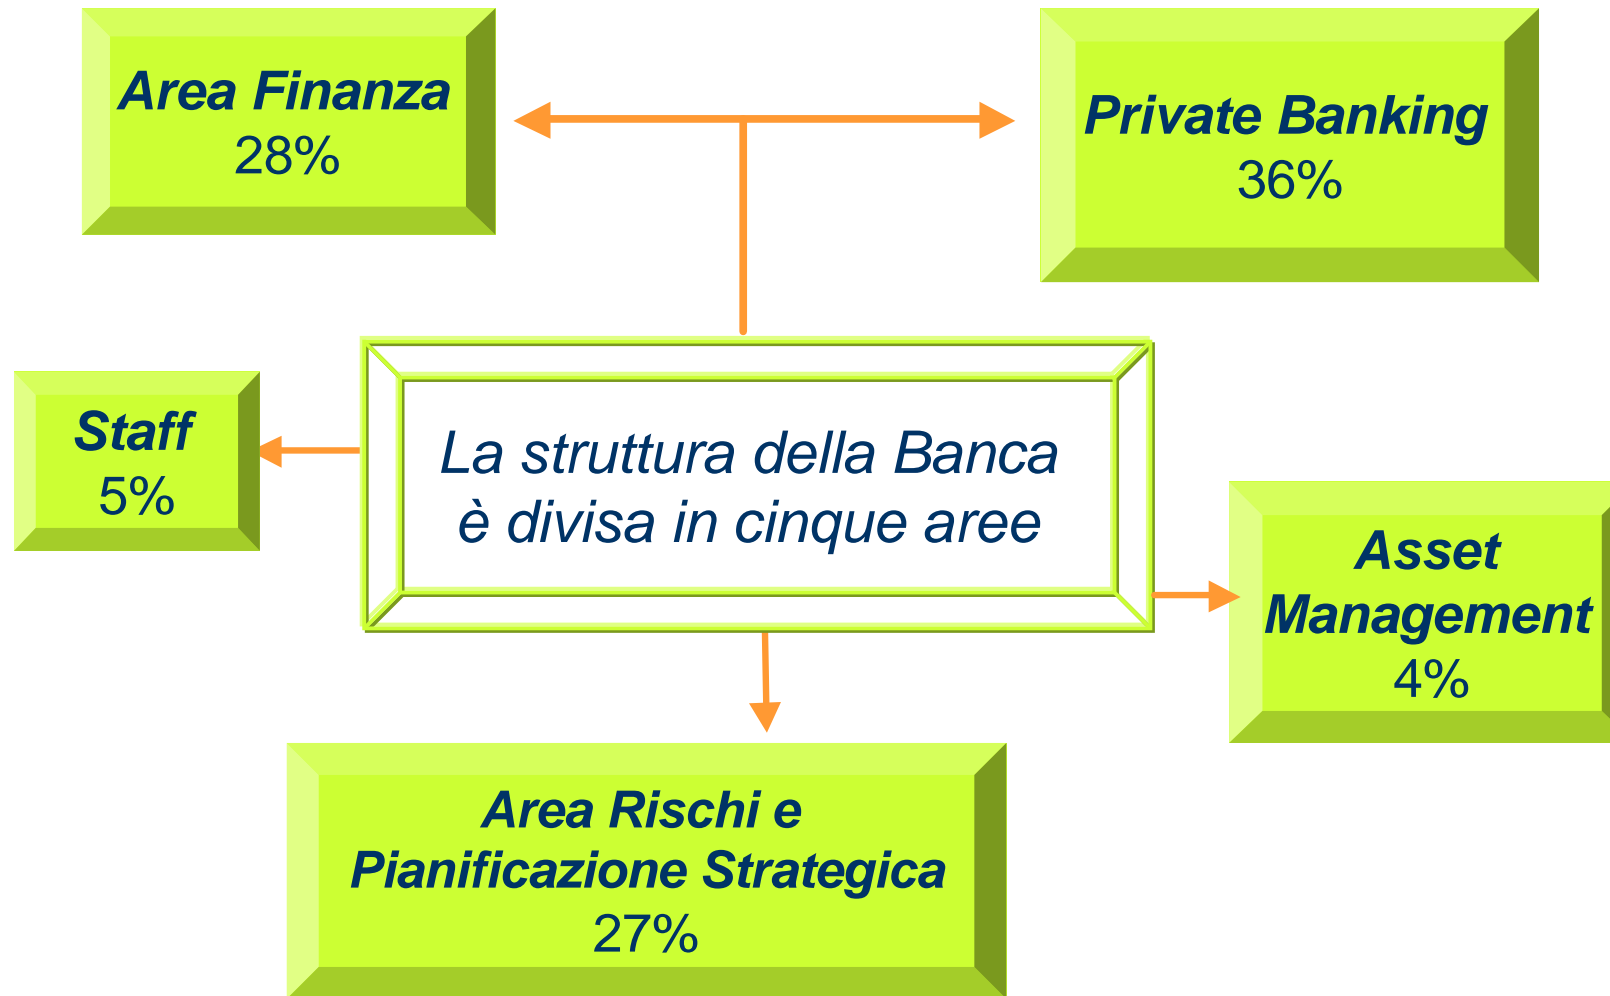 Area Finanza
28%
Private Banking
36%
Staff
5%
La struttura della Banca
è divisa in cinque aree
Asset
Management
4%
Area Rischi e
Pianificazione Strategica
27%